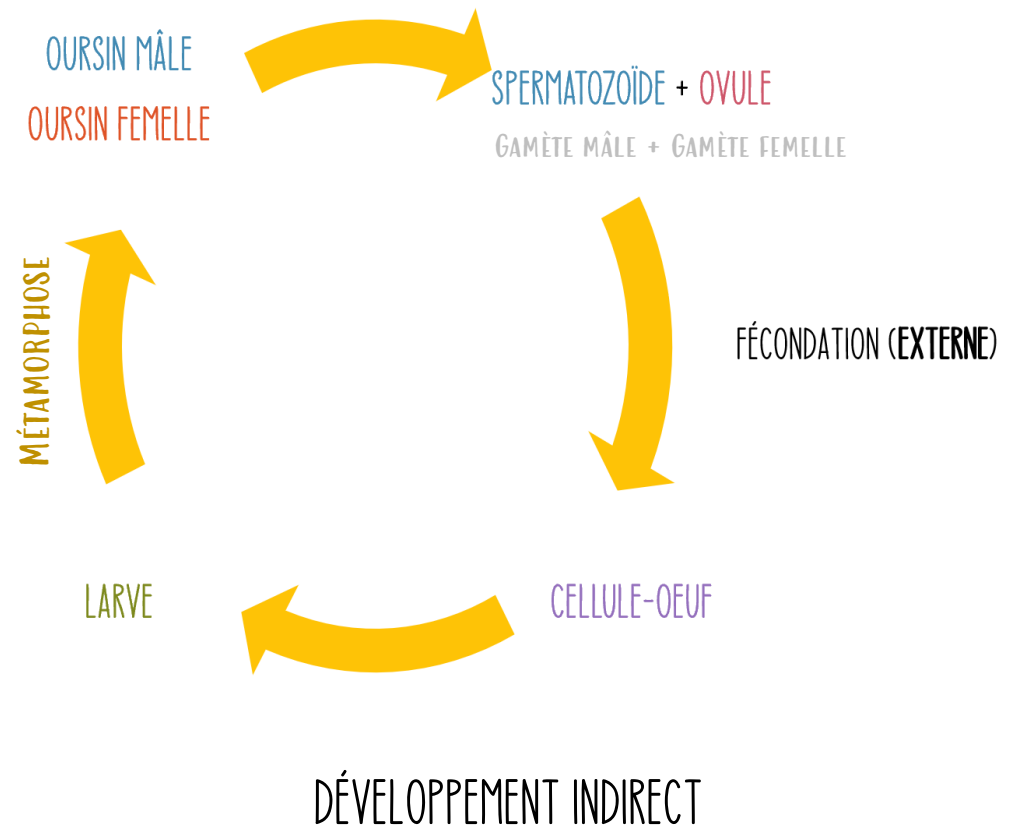 OURSIN MÂLE
OURSIN FEMELLE
SPERMATOZOÏDE + OVULE
GAMÈTE MÂLE + GAMÈTE FEMELLE
MÉTAMORPHOSE
FÉCONDATION (EXTERNE)
LARVE
CELLULE-OEUF
DÉVELOPPEMENT INDIRECT